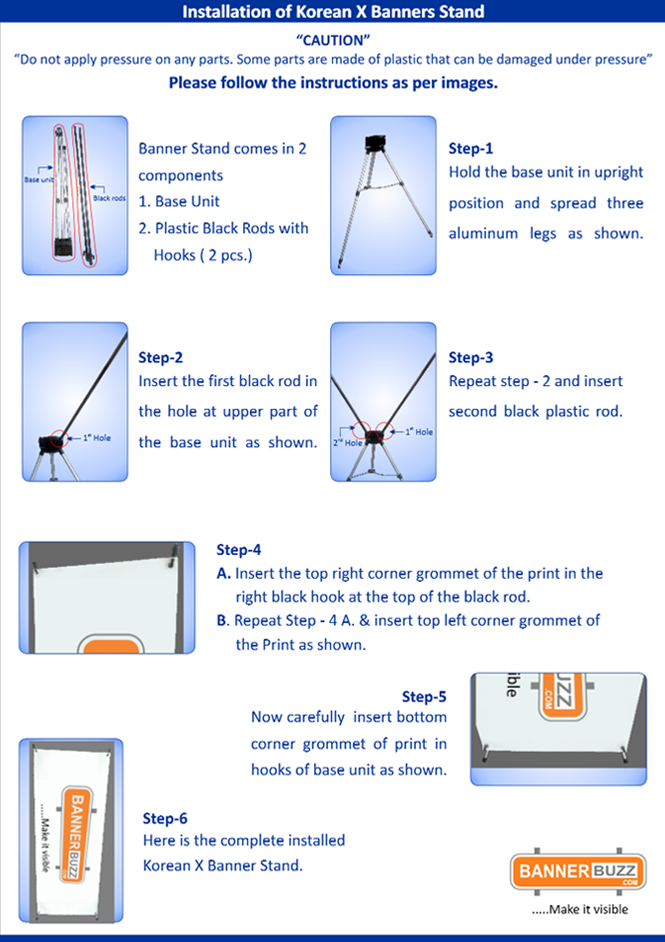 Installation of Korean X Banners Stand
“CAUTION”
“Do not apply pressure on any parts. Some parts are made of plastic that can be damaged under pressure”
Please follow the instructions as per images.
Base unit
Black rods
Banner Stand comes in 2
components
1. Base Unit
2. Plastic Black Rods with
Hooks ( 2 pcs.)
Step-1
Hold the base unit in upright
position and spread three
aluminum legs as shown.
1st Hole
Step-2
Insert the first black rod in
the hole at upper part of
the base unit as shown.
2nd Hole
1st Hole
Step-3
Repeat step - 2 and insert
second black plastic rod.
Step-4
A. Insert the top right corner grommet of the print in the
right black hook at the top of the black rod.
B. Repeat Step - 4 A. & insert top left corner grommet of
the Print as shown.
Step-5
Now carefully insert bottom
corner grommet of print in
hooks of base unit as shown.
ible
UZZ
.COM
BANNERBUZZ
.COM
.....Make it visible
Step-6
Here is the complete installed
Korean X Banner Stand.
BANNER BUZZ
.COM
.....Make it visible